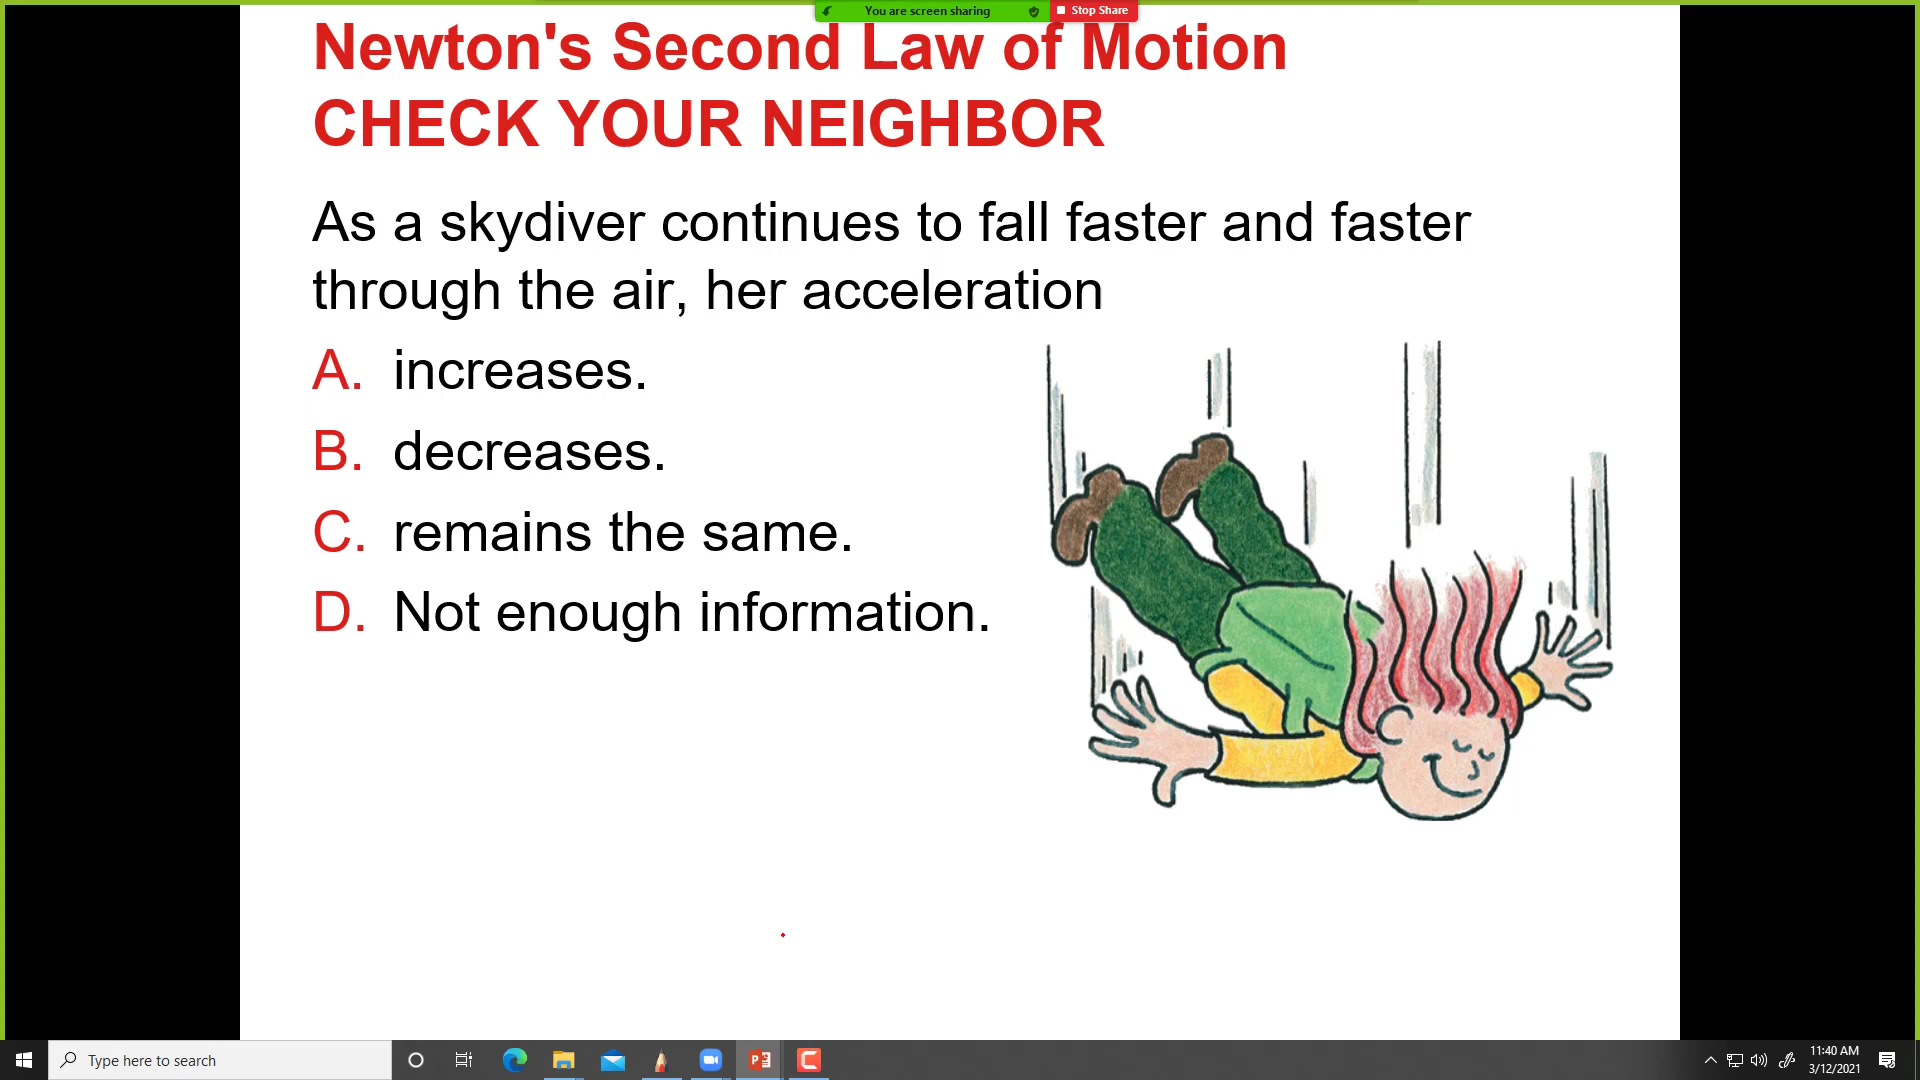 You are screen sharing
Stop Share
Newton's Second Law of Motion
CHECK YOUR NEIGHBOR
As a skydiver continues to fall faster and faster
through the air, her acceleration
A. increases.
B. decreases.
C. remains the same.
D. Not enough information.
Type here to search
11:40 AM
3/12/2021